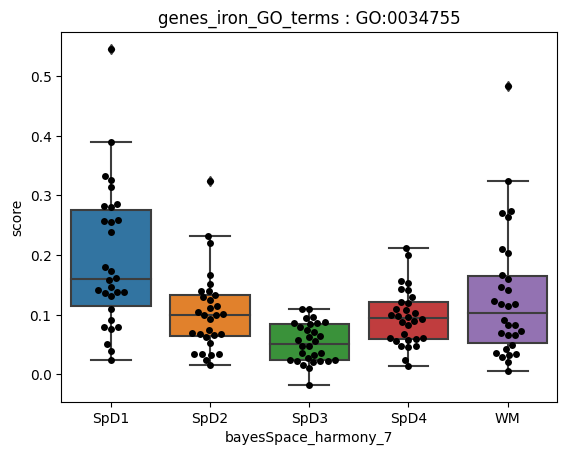 genes_iron_GO_terms : GO:0034755
score
0.5
0.4
0.3
0.2
0.1
0.0
SpD1 SpD2 SpD3 SpD4 WM
bayesSpace_harmony_7